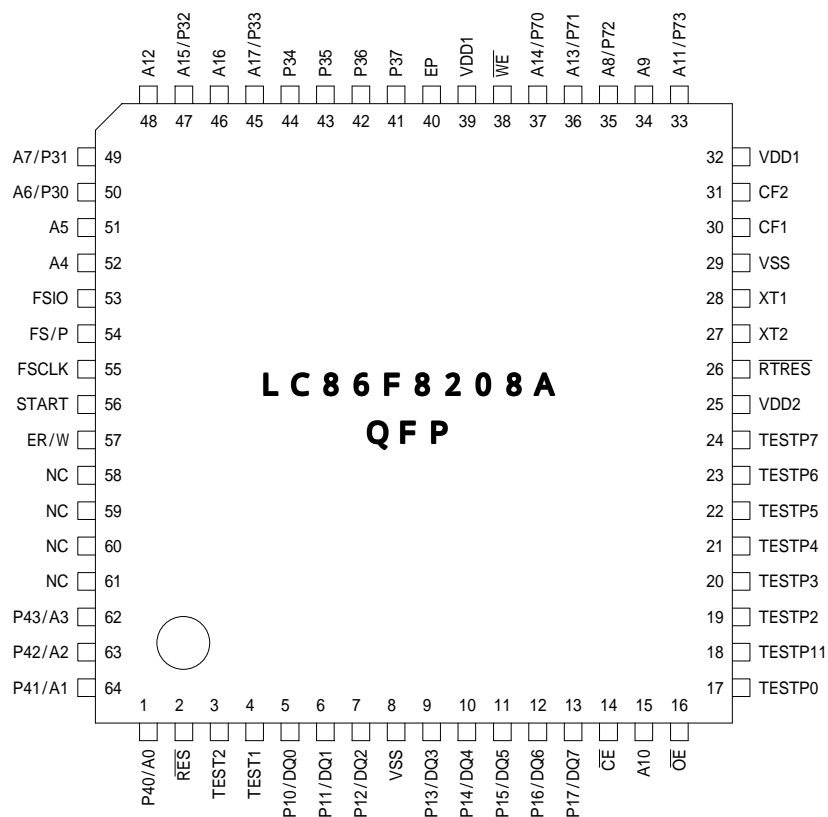 A12
A15/P32
A16
A17/P33
P34
P35
P36
P37
EP
VDD1
W̅E̅
A14/P70
A13/P71
A8/P72
A9
A11/P73
48 47 46 45 44 43 42 41 40 39 38 37 36 35 34 33
A7/P31 49 32 VDD1
A6/P30 50 31 CF2
A5 51 30 CF1
A4 52 29 VSS
FSIO 53 28 XT1
FS/P 54 27 XT2
FSCLK 55 26 R̅T̅R̅E̅S̅
START 56 25 VDD2
ER/W 57 24 TESTP7
NC 58 23 TESTP6
NC 59 22 TESTP5
NC 60 21 TESTP4
NC 61 20 TESTP3
P43/A3 62 19 TESTP2
P42/A2 63 18 TESTP11
P41/A1 64 17 TESTP0
LC86F8208A
QFP
1 2 3 4 5 6 7 8 9 10 11 12 13 14 15 16
P40/A0
R̅E̅S̅
TEST2
TEST1
P10/DQ0
P11/DQ1
P12/DQ2
VSS
P13/DQ3
P14/DQ4
P15/DQ5
P16/DQ6
P17/DQ7
C̅E̅
A10
O̅E̅